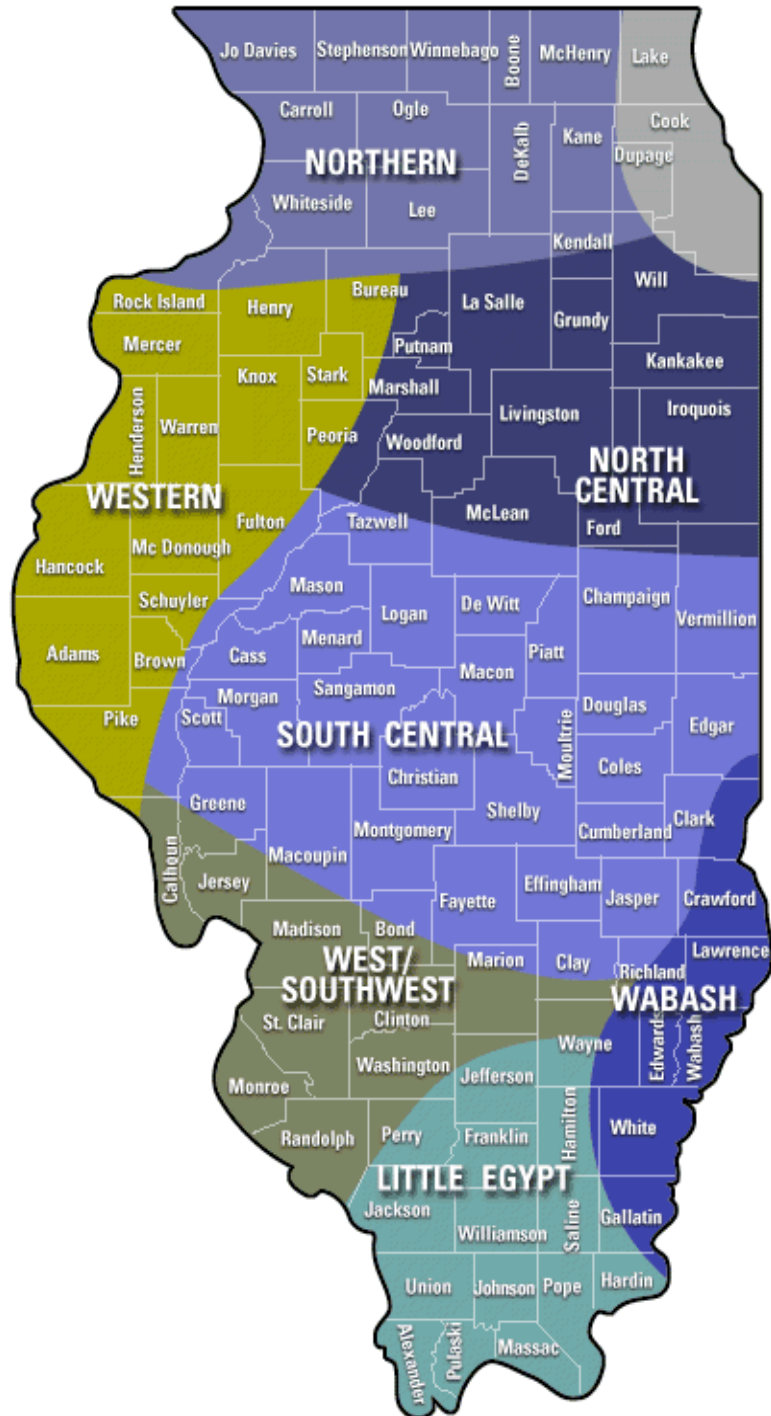 Jo Davies
Stephenson
Winnebago
Boone
McHenry
Lake
Carroll
Ogle
DeKalb
Kane
Cook
Dupage
NORTHERN
Whiteside
Lee
Kendall
Rock Island
Henry
Bureau
La Salle
Grundy
Will
Mercer
Putnam
Knox
Stark
Marshall
Kankakee
Henderson
Warren
Peoria
Woodford
Livingston
Iroquois
WESTERN
NORTH
CENTRAL
Fulton
Tazwell
McLean
Ford
Hancock
Mc Donough
Schuyler
Mason
Logan
De Witt
Champaign
Vermillion
Adams
Brown
Cass
Menard
Piatt
Macon
Pike
Scott
Morgan
Sangamon
Moultrie
Douglas
Edgar
SOUTH CENTRAL
Christian
Coles
Greene
Shelby
Montgomery
Cumberland
Clark
Calhoun
Jersey
Macoupin
Fayette
Effingham
Jasper
Crawford
Madison
Bond
Marion
Clay
Richland
Lawrence
WEST/
SOUTHWEST
WABASH
St. Clair
Clinton
Wayne
Edwards
Wabash
Washington
Jefferson
Monroe
Randolph
Perry
Franklin
Hamilton
White
LITTLE EGYPT
Jackson
Williamson
Saline
Gallatin
Union
Johnson
Pope
Hardin
Alexander
Pulaski
Massac